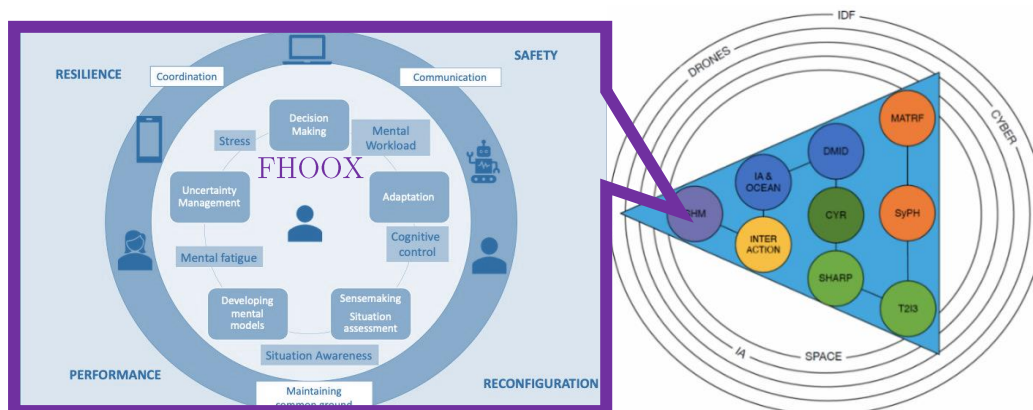 RESILIENCE
SAFETY
Coordination
Communication
Decision
Making
Stress
Mental
Workload
FHOOX
Uncertainty
Management
Adaptation
Mental fatigue
Cognitive
control
Developing
mental
models
Sensemaking
Situation
assessment
Situation Awareness
PERFORMANCE
RECONFIGURATION
Maintaining
common ground
IDF
DRONES
CYBER
MATRF
DMID
IA &
OCEAN
CYR
SyPH
INTER
ACTION
SHARP
T2I3
IA
SPACE